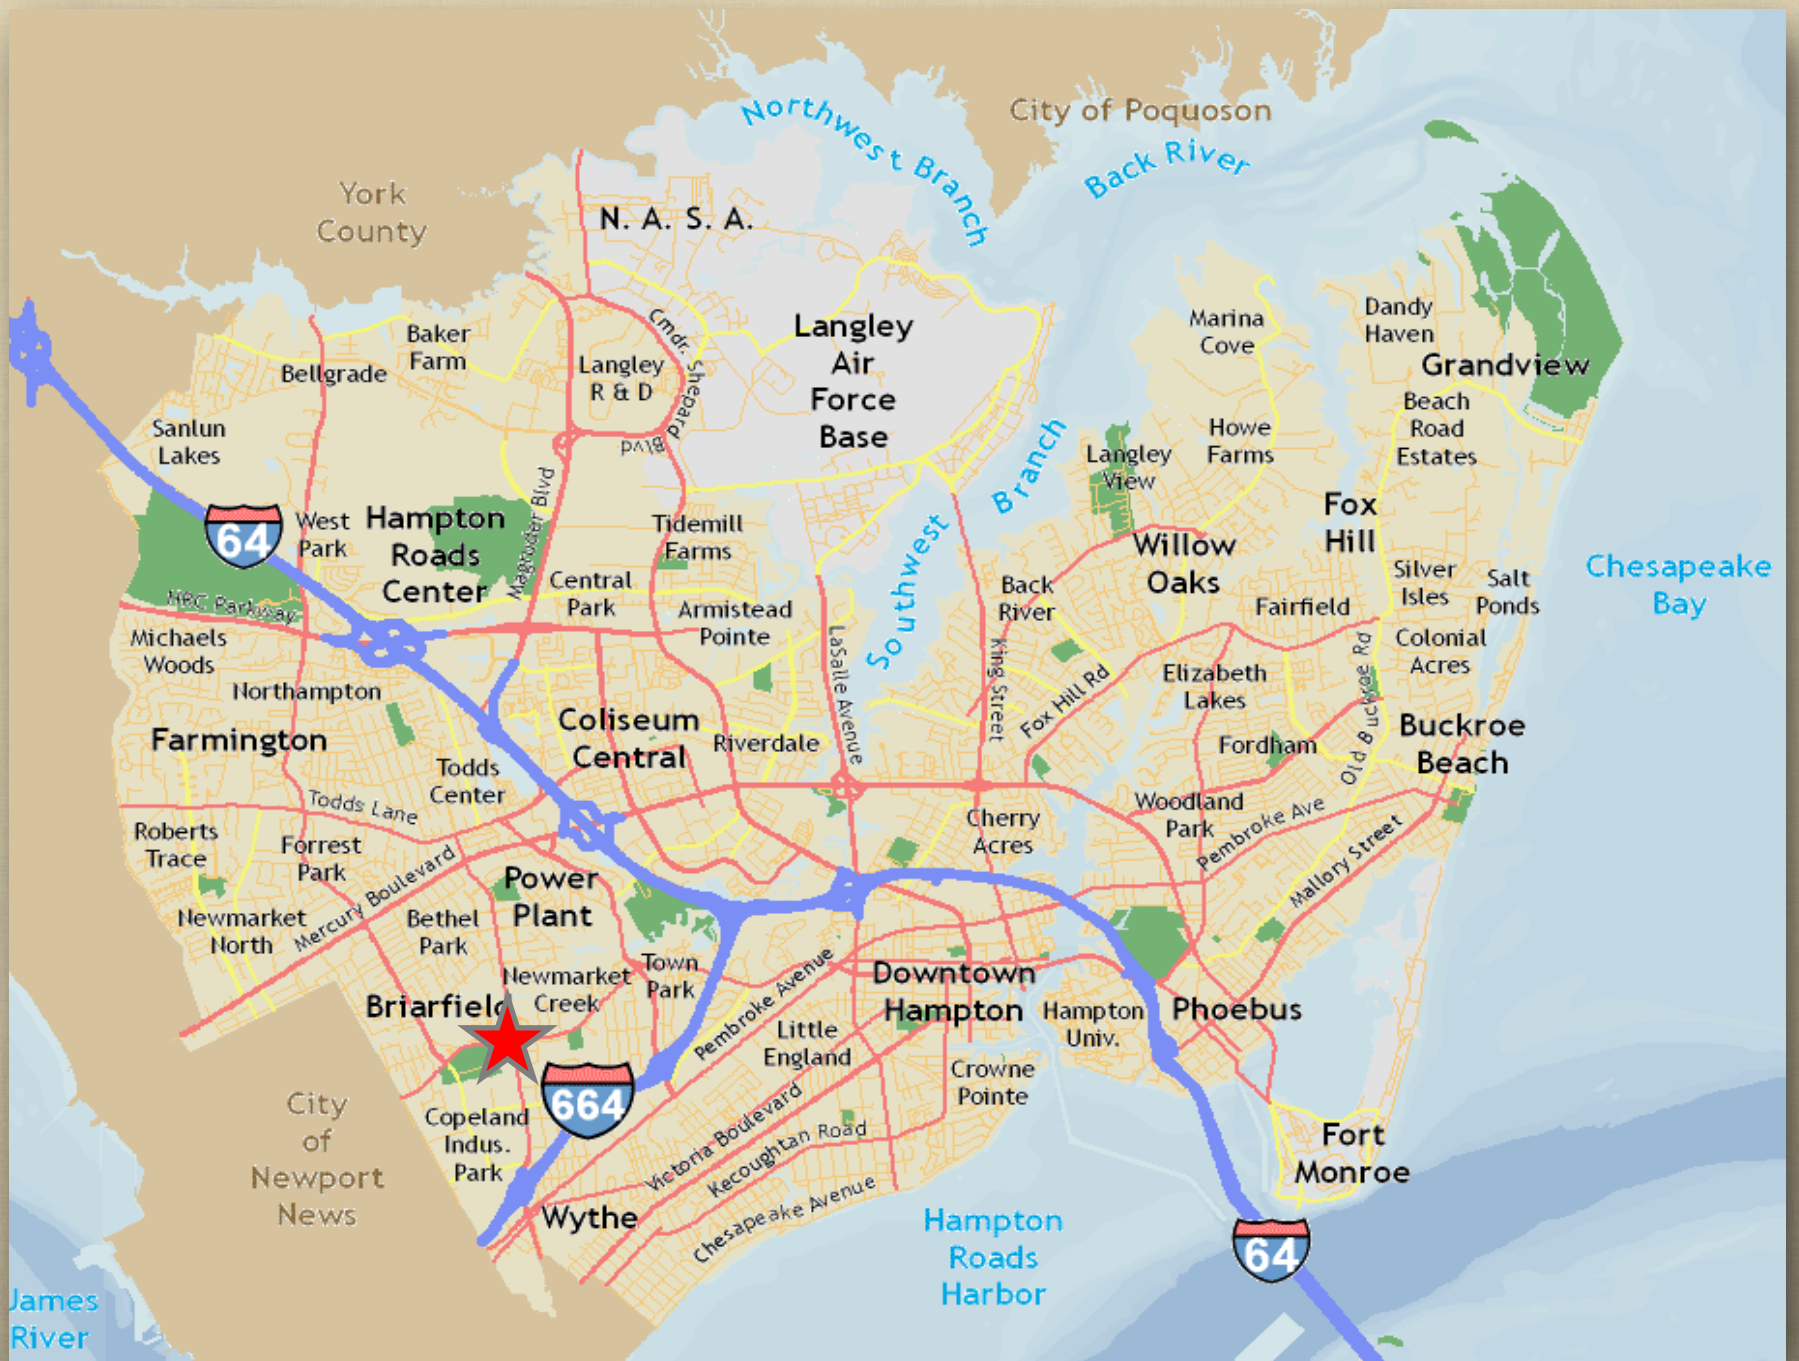 City of Poquoson
Northwest Branch
Back River
York
County
N. A. S. A.
Baker
Farm
Bellgrade
Langley
R & D
Cmdr. Shepard
Blvd
Langley
Air
Force
Base
Marina
Cove
Dandy
Haven
Grandview
Beach
Road
Estates
Sanlun
Lakes
Howe
Farms
Langley
View
Southwest
Branch
64
West
Park
Hampton
Roads
Center
Magruder Blvd
Tidemill
Farms
Fox
Hill
Willow
Oaks
Chesapeake
Bay
HRC Parkway
Central
Park
Armistead
Pointe
Back
River
Fairfield
Silver
Isles
Salt
Ponds
Michaels
Woods
Northampton
LaSalle Avenue
King Street
Fox Hill Rd
Elizabeth
Lakes
Colonial
Acres
Old Buckroe Rd
Farmington
Coliseum
Central
Riverdale
Fordham
Buckroe
Beach
Todds
Center
Todds Lane
Roberts
Trace
Forrest
Park
Mercury Boulevard
Cherry
Acres
Woodland
Park
Pembroke Ave
Mallory Street
Power
Plant
Newmarket
North
Bethel
Park
Newmarket
Creek
Town
Park
Pembroke Avenue
Downtown
Hampton
Hampton
Univ.
Phoebus
Briarfield
Little
England
Crowne
Pointe
664
City
of
Newport
News
Copeland
Indus.
Park
Victoria Boulevard
Kecoughtan Road
Chesapeake Avenue
Wythe
Fort
Monroe
Hampton
Roads
Harbor
64
James
River